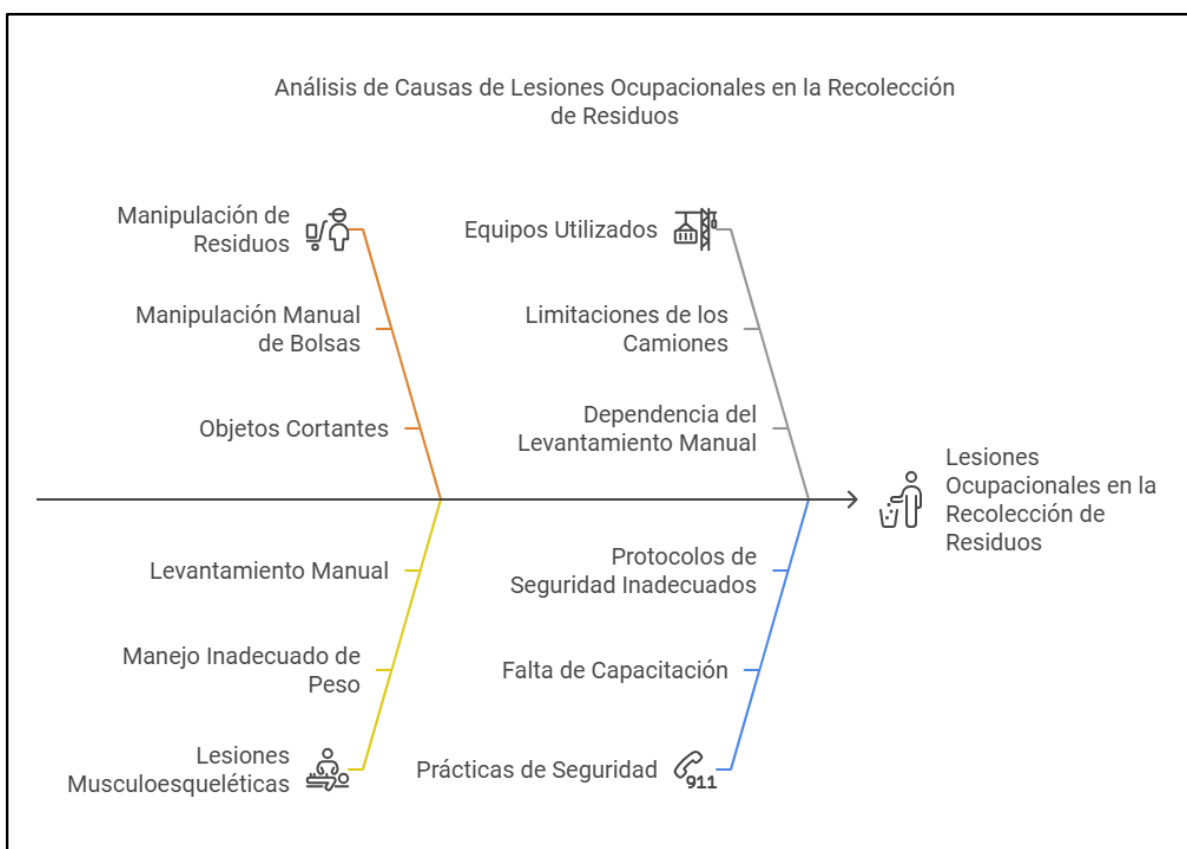 Análisis de Causas de Lesiones Ocupacionales en la Recolección
de Residuos
Manipulación de
Residuos
Manipulación Manual
de Bolsas
Objetos Cortantes
Equipos Utilizados
Limitaciones de los
Camiones
Dependencia del
Levantamiento Manual
Lesiones
Ocupacionales en la
Recolección de
Residuos
Levantamiento Manual
Manejo Inadecuado de
Peso
Lesiones
Musculoesqueléticas
Protocolos de
Seguridad Inadecuados
Falta de Capacitación
Prácticas de Seguridad
911